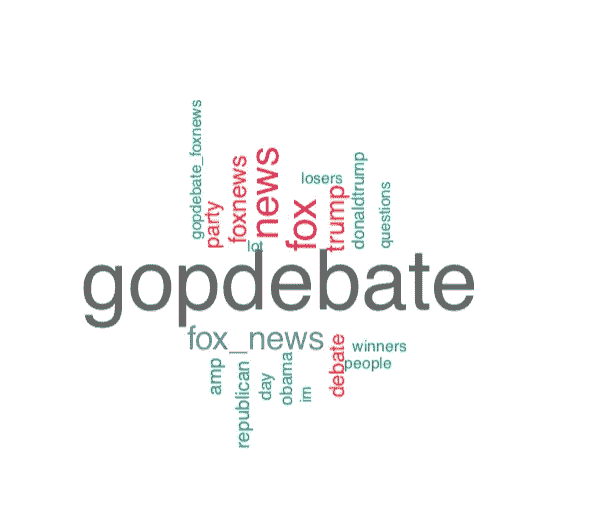 gopdebate_foxnews
party
foxnews
news
losers
fox
trump
donaldtrump
questions
lot
gopdebate
fox_news
debate
winners
people
amp
republican
day
obama
im